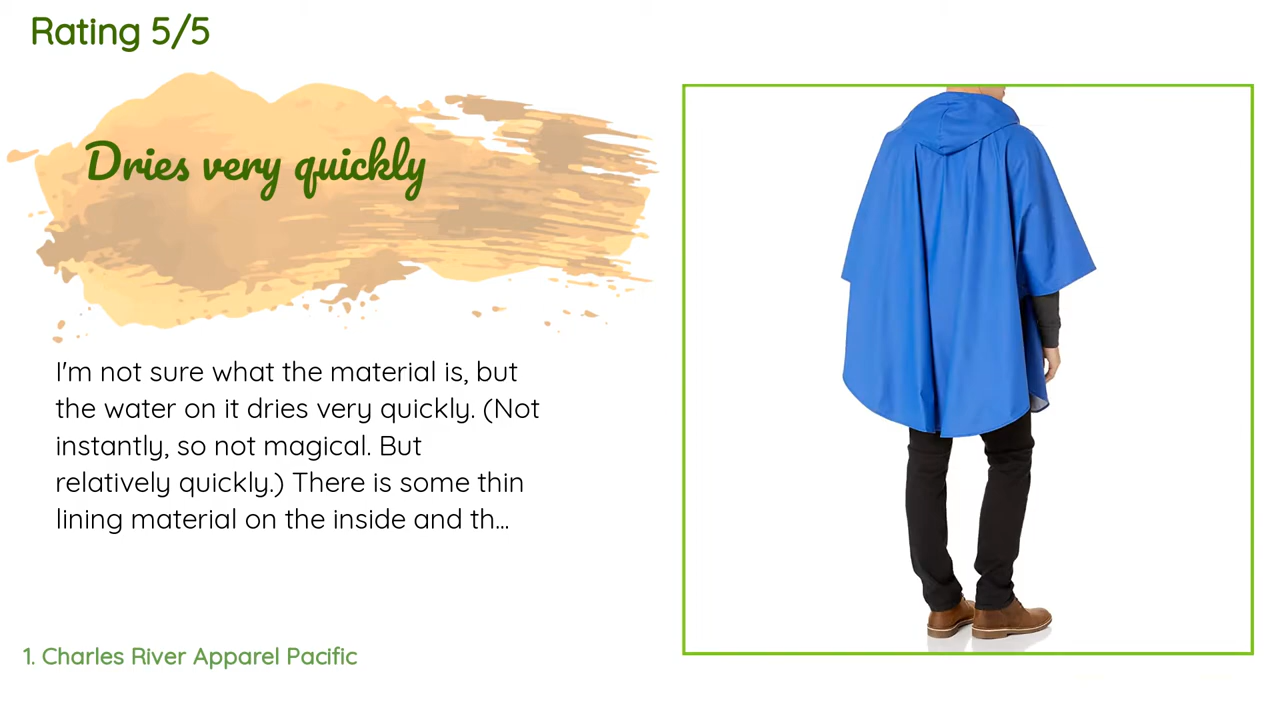 Rating 5/5
Dries very quickly
I'm not sure what the material is, but
the water on it dries very quickly. (Not
instantly, so not magical. But
relatively quickly.) There is some thin
lining material on the inside and th...
1. Charles River Apparel Pacific